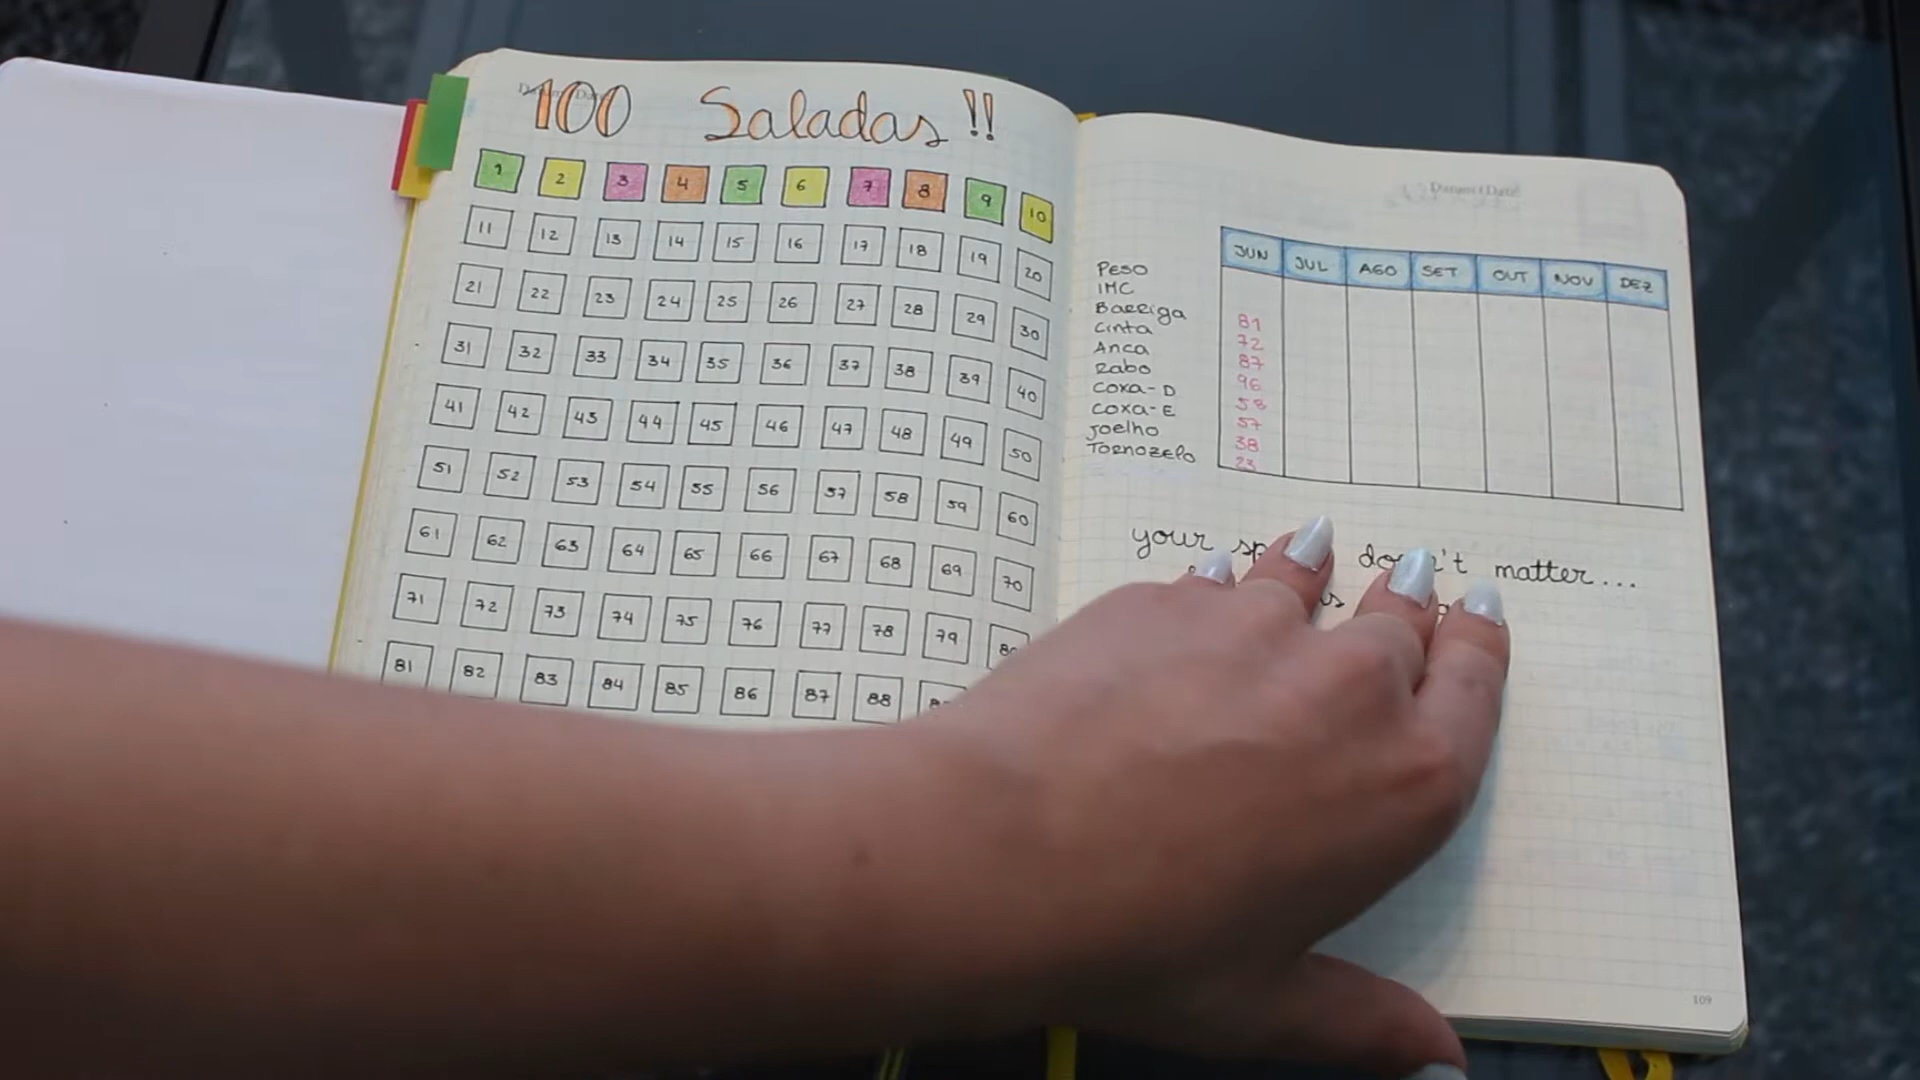 100 Saladas !!
1 2 3 4 5 6 7 8 9 10
11 12 13 14 15 16 17 18 19 20
21 22 23 24 25 26 27 28 29 30
31 32 33 34 35 36 37 38 39 40
41 42 43 44 45 46 47 48 49 50
51 52 53 54 55 56 57 58 59 60
61 62 63 64 65 66 67 68 69 70
71 72 73 74 75 76 77 78 79
81 82 83 84 85 86 87 88
Datum / Date
JUN JUL AGO SET OUT NOV DEZ
Peso
IMC
Barriga 81
Cinta 72
Anca 87
Rabo 96
Coxa-D 58
Coxa-E 57
Joelho 38
Tornozelo 23
your don't matter...
109